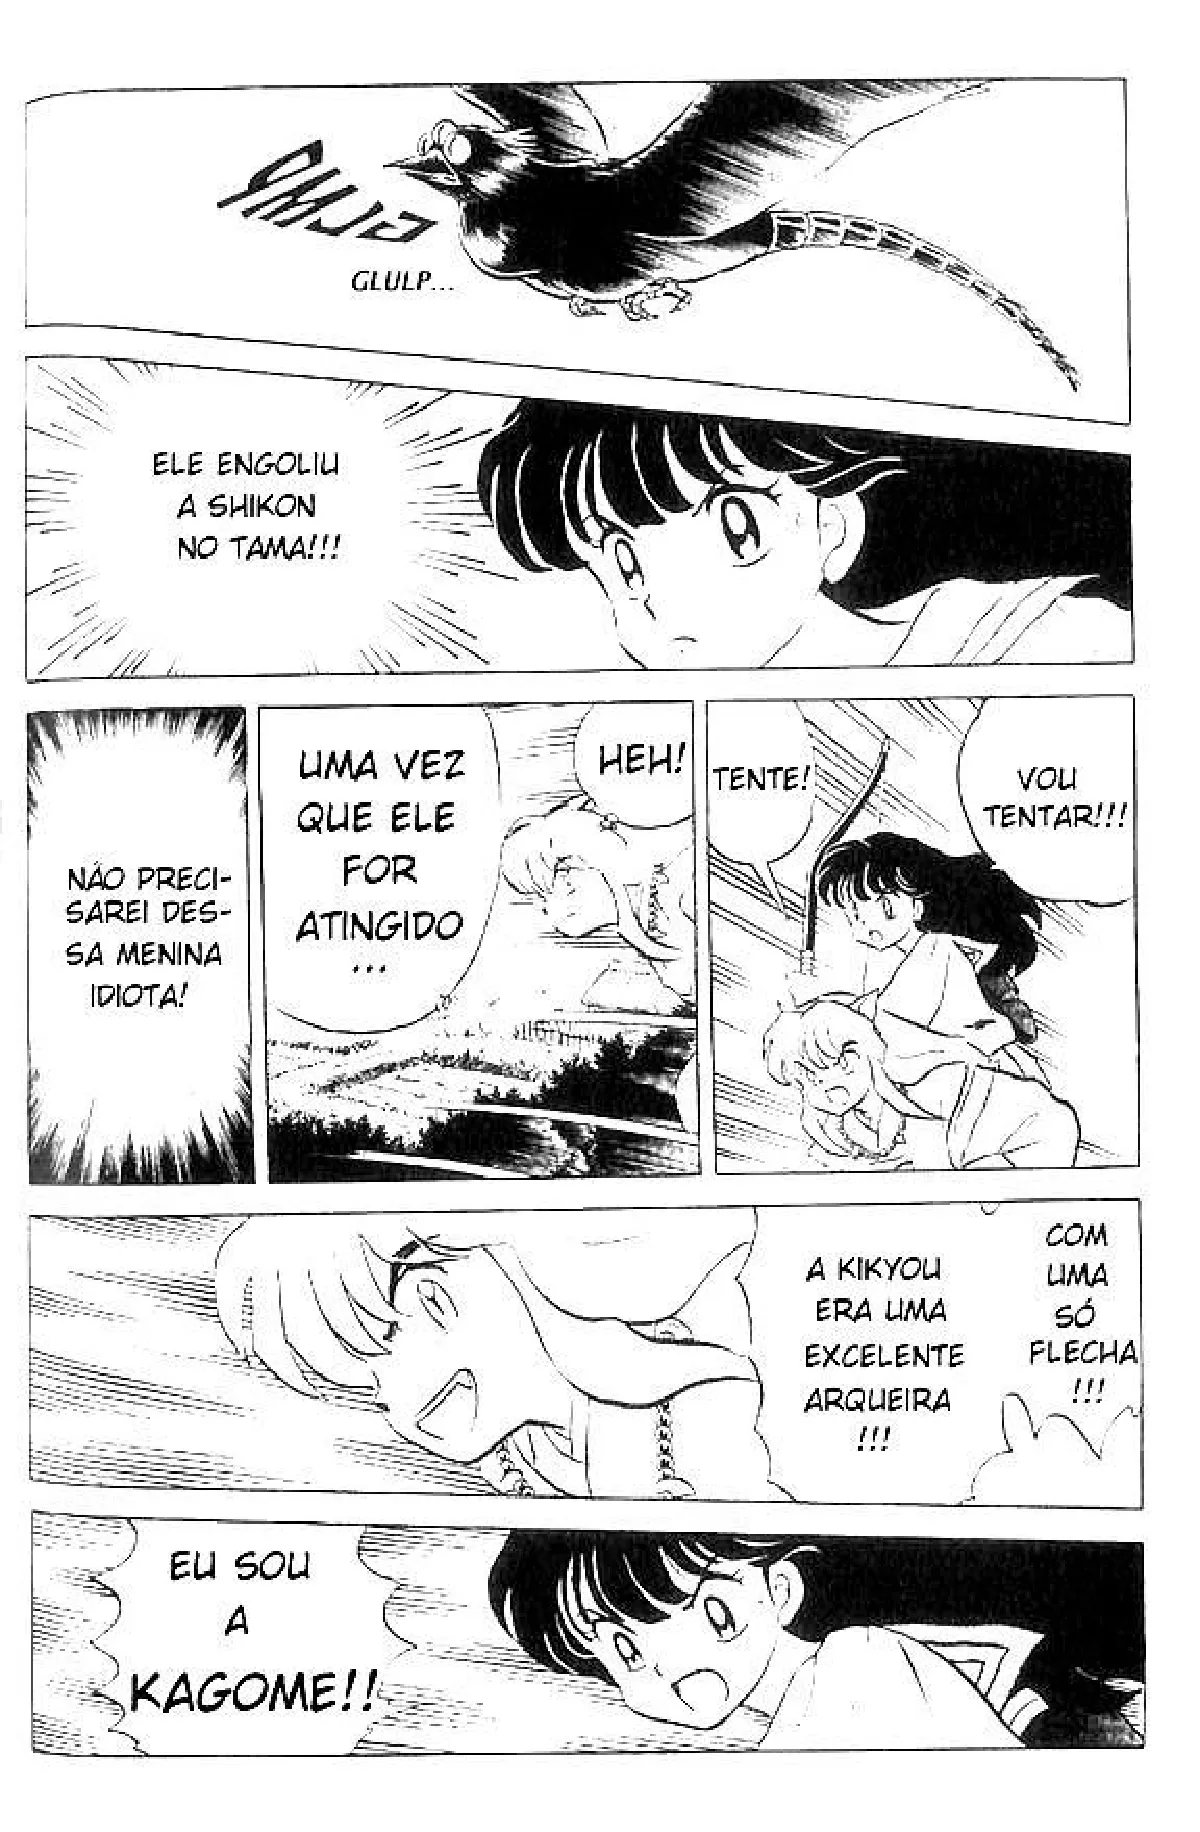 GLULP...
ELE ENGOLIU
A SHIKON
NO TAMA!!!
VOU
TENTAR!!!
TENTE!
HEH!
UMA VEZ
QUE ELE
FOR
ATINGIDO
...
NÃO PRECI-
SAREI DES-
SA MENINA
IDIOTA!
COM
UMA
SÓ
FLECHA
!!!
A KIKYOU
ERA UMA
EXCELENTE
ARQUEIRA
!!!
EU SOU
A
KAGOME!!